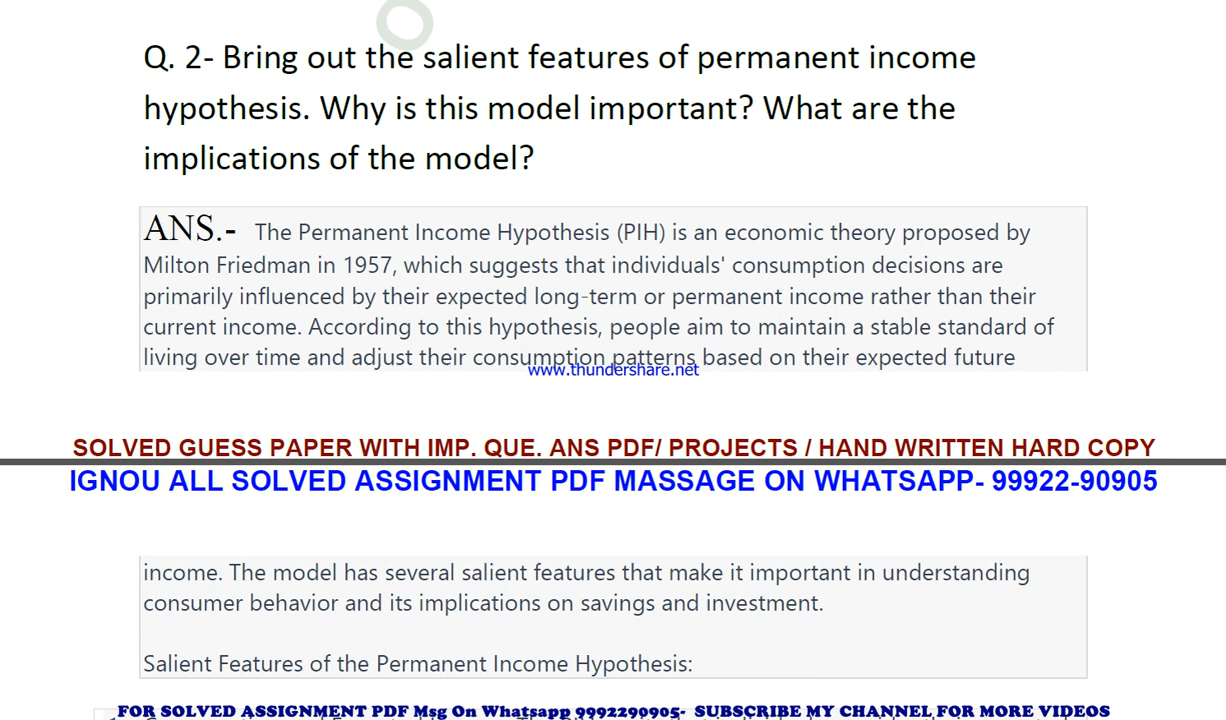 Q. 2- Bring out the salient features of permanent income
hypothesis. Why is this model important? What are the
implications of the model?
ANS.- The Permanent Income Hypothesis (PIH) is an economic theory proposed by
Milton Friedman in 1957, which suggests that individuals' consumption decisions are
primarily influenced by their expected long-term or permanent income rather than their
current income. According to this hypothesis, people aim to maintain a stable standard of
living over time and adjust their consumption patterns based on their expected future
www.thundershare.net
SOLVED GUESS PAPER WITH IMP. QUE. ANS PDF/ PROJECTS / HAND WRITTEN HARD COPY
IGNOU ALL SOLVED ASSIGNMENT PDF MASSAGE ON WHATSAPP- 99922-90905
income. The model has several salient features that make it important in understanding
consumer behavior and its implications on savings and investment.
Salient Features of the Permanent Income Hypothesis:
FOR SOLVED ASSIGNMENT PDF Msg On Whatsapp 9992290905- SUBSCRIBE MY CHANNEL FOR MORE VIDEOS